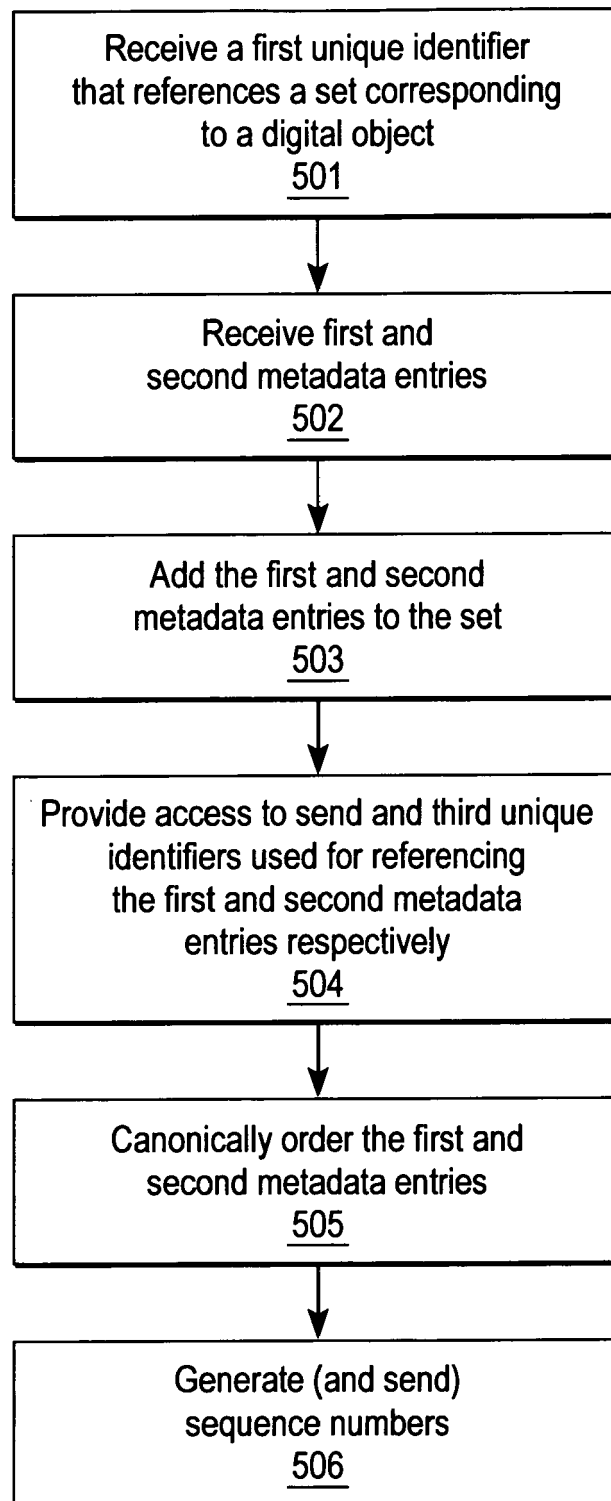 Receive a first unique identifier
that references a set corresponding
to a digital object
501
Receive first and
second metadata entries
502
Add the first and second
metadata entries to the set
503
Provide access to send and third unique
identifiers used for referencing
the first and second metadata
entries respectively
504
Canonically order the first and
second metadata entries
505
Generate (and send)
sequence numbers
506